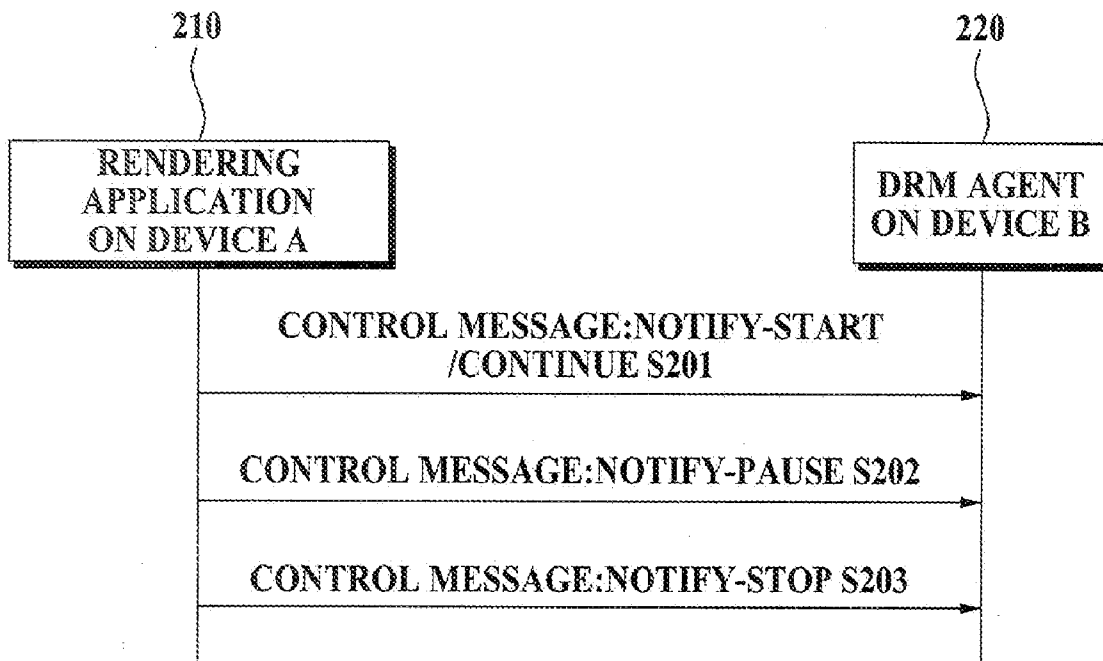 210
220
RENDERING
APPLICATION
ON DEVICE A
DRM AGENT
ON DEVICE B
CONTROL MESSAGE:NOTIFY-START
/CONTINUE S201
CONTROL MESSAGE:NOTIFY-PAUSE S202
CONTROL MESSAGE:NOTIFY-STOP S203